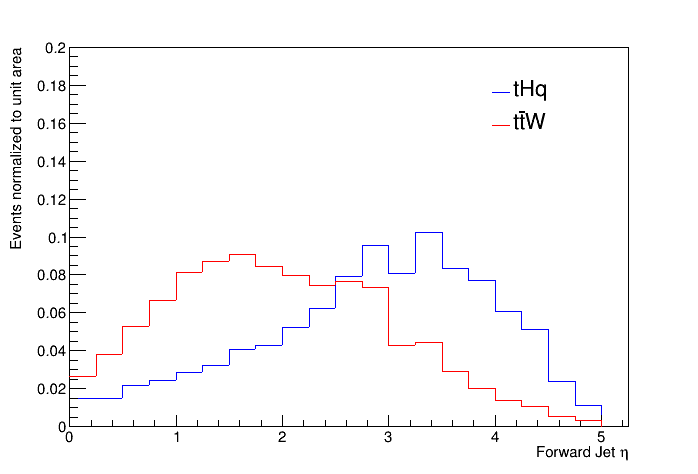 Events normalized to unit area
0.2
0.18
0.16
0.14
0.12
0.1
0.08
0.06
0.04
0.02
0
tHq
tt̄W
0 1 2 3 4 5
Forward Jet η